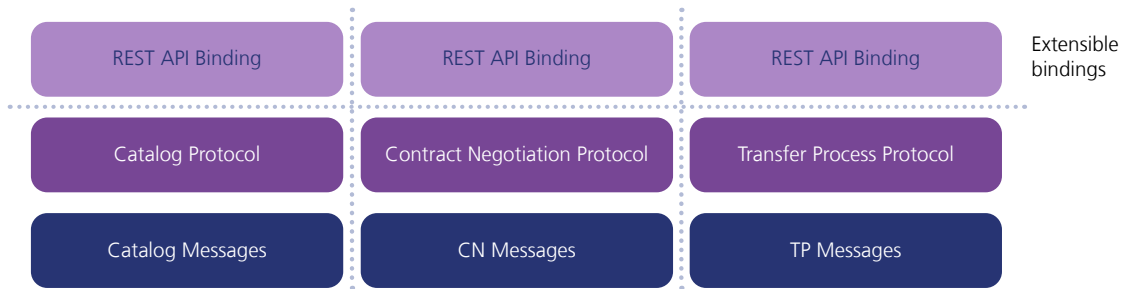 REST API Binding
REST API Binding
REST API Binding
Extensible
bindings
Catalog Protocol
Contract Negotiation Protocol
Transfer Process Protocol
Catalog Messages
CN Messages
TP Messages